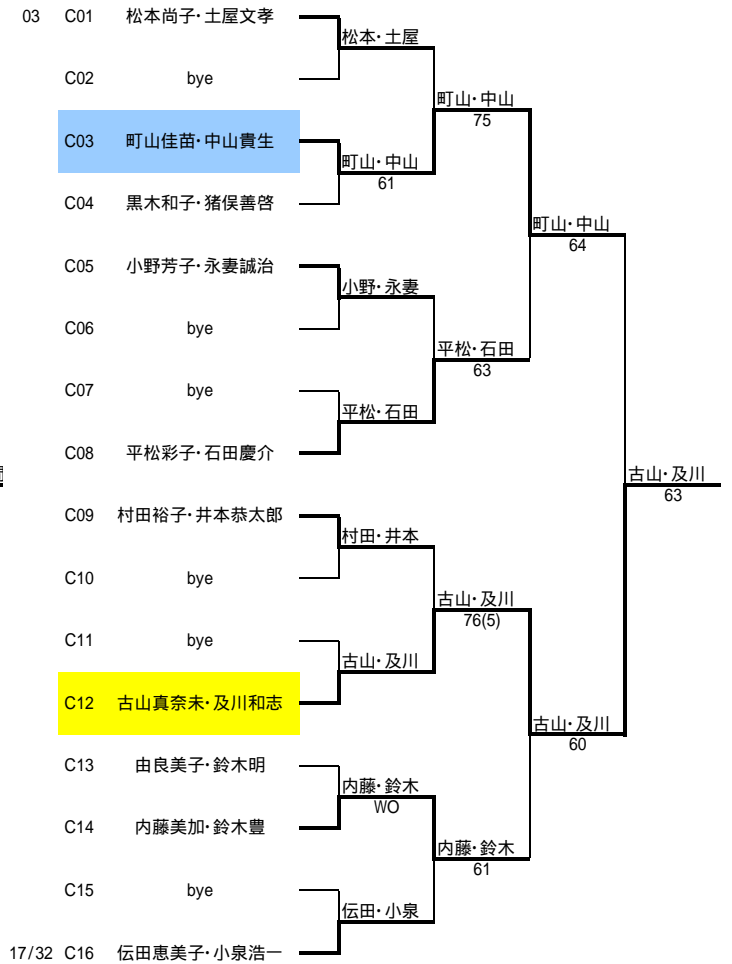 03 C01 松本尚子・土屋文孝
松本・土屋
C02 bye
町山・中山
75
C03 町山佳苗・中山貴生
町山・中山
61
C04 黒木和子・猪俣善啓
町山・中山
64
C05 小野芳子・永妻誠治
小野・永妻
C06 bye
平松・石田
63
C07 bye
平松・石田
C08 平松彩子・石田慶介
古山・及川
63
C09 村田裕子・井本恭太郎
村田・井本
C10 bye
古山・及川
76(5)
C11 bye
古山・及川
C12 古山真奈未・及川和志
古山・及川
60
C13 由良美子・鈴木明
内藤・鈴木
WO
C14 内藤美加・鈴木豊
内藤・鈴木
61
C15 bye
伝田・小泉
17/32 C16 伝田恵美子・小泉浩一